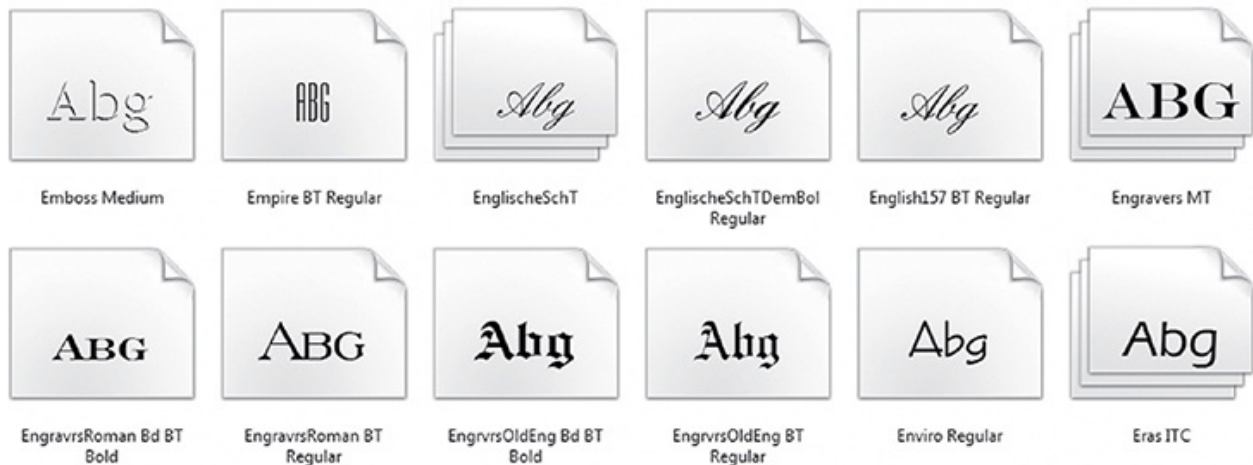 Abg ABG Abg Abg Abg ABG
Emboss Medium Empire BT Regular EnglischeSchT EnglischeSchTDemBol English157 BT Regular Engravers MT
Regular
ABG ABG Abg Abg Abg Abg
EngravrsRoman Bd BT EngravrsRoman BT EngrvrsOldEng Bd BT EngrvrsOldEng BT Enviro Regular Eras ITC
Bold Regular Bold Regular